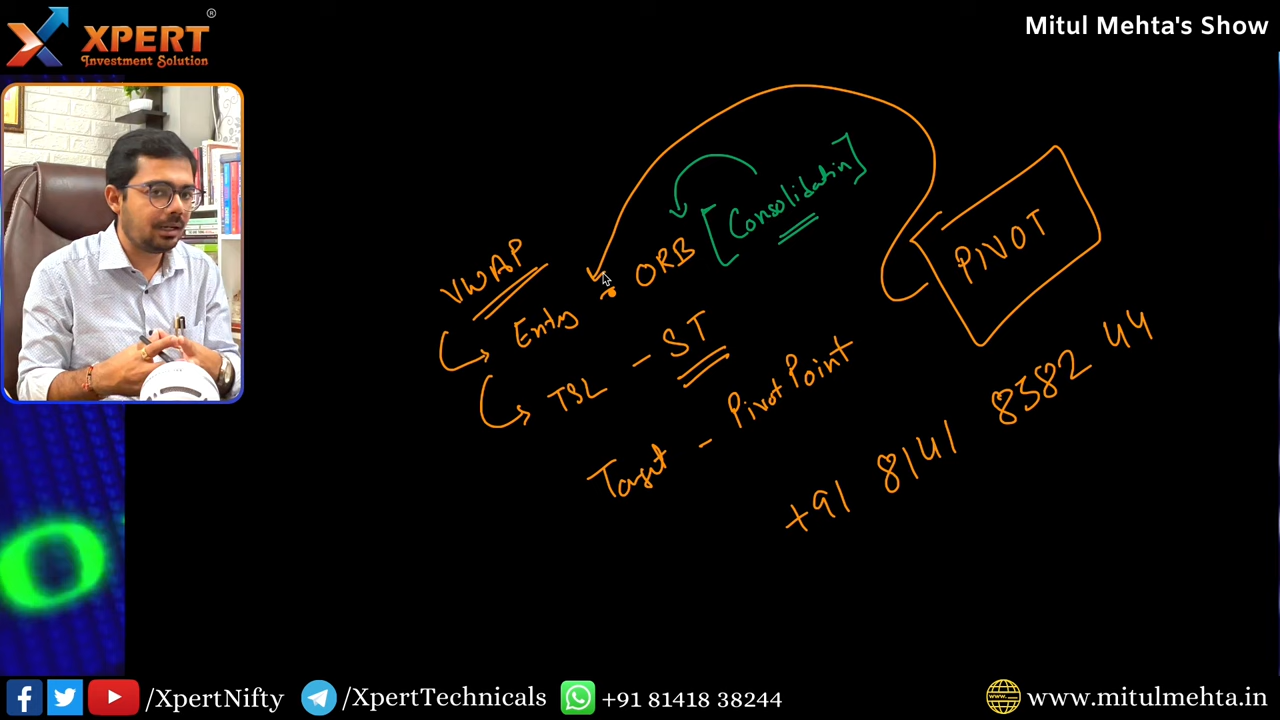 XPERT
®
Investment Solution
Mitul Mehta's Show
[Consolidation]
PIVOT
VWAP
Entry : ORB
TSL - ST
Target - Pivot Point
+91 8141 8382 44
/XpertNifty
/XpertTechnicals
+91 81418 38244
www.mitulmehta.in